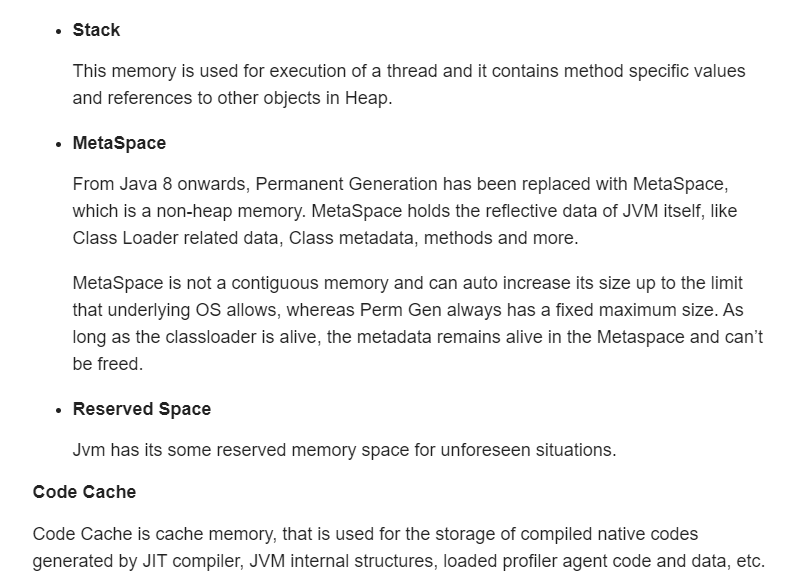 • Stack
This memory is used for execution of a thread and it contains method specific values
and references to other objects in Heap.
• MetaSpace
From Java 8 onwards, Permanent Generation has been replaced with MetaSpace,
which is a non-heap memory. MetaSpace holds the reflective data of JVM itself, like
Class Loader related data, Class metadata, methods and more.
MetaSpace is not a contiguous memory and can auto increase its size up to the limit
that underlying OS allows, whereas Perm Gen always has a fixed maximum size. As
long as the classloader is alive, the metadata remains alive in the Metaspace and can’t
be freed.
• Reserved Space
Jvm has its some reserved memory space for unforeseen situations.
Code Cache
Code Cache is cache memory, that is used for the storage of compiled native codes
generated by JIT compiler, JVM internal structures, loaded profiler agent code and data, etc.